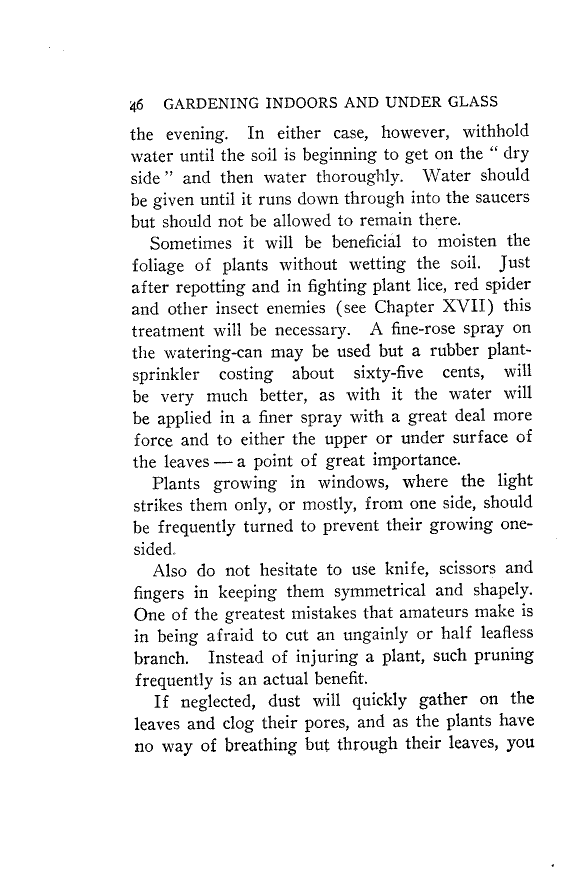 46 GARDENING INDOORS AND UNDER GLASS
the evening. In either case, however, withhold
water until the soil is beginning to get on the “ dry
side ” and then water thoroughly. Water should
be given until it runs down through into the saucers
but should not be allowed to remain there.
Sometimes it will be beneficial to moisten the
foliage of plants without wetting the soil. Just
after repotting and in fighting plant lice, red spider
and other insect enemies (see Chapter XVII) this
treatment will be necessary. A fine-rose spray on
the watering-can may be used but a rubber plant-
sprinkler costing about sixty-five cents, will
be very much better, as with it the water will
be applied in a finer spray with a great deal more
force and to either the upper or under surface of
the leaves — a point of great importance.
Plants growing in windows, where the light
strikes them only, or mostly, from one side, should
be frequently turned to prevent their growing one-
sided.
Also do not hesitate to use knife, scissors and
fingers in keeping them symmetrical and shapely.
One of the greatest mistakes that amateurs make is
in being afraid to cut an ungainly or half leafless
branch. Instead of injuring a plant, such pruning
frequently is an actual benefit.
If neglected, dust will quickly gather on the
leaves and clog their pores, and as the plants have
no way of breathing but through their leaves, you